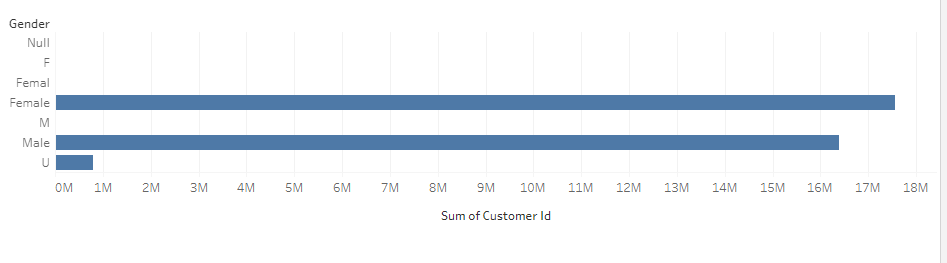 Gender
Null
F
Femal
Female
M
Male
U
0M 1M 2M 3M 4M 5M 6M 7M 8M 9M 10M 11M 12M 13M 14M 15M 16M 17M 18M
Sum of Customer Id